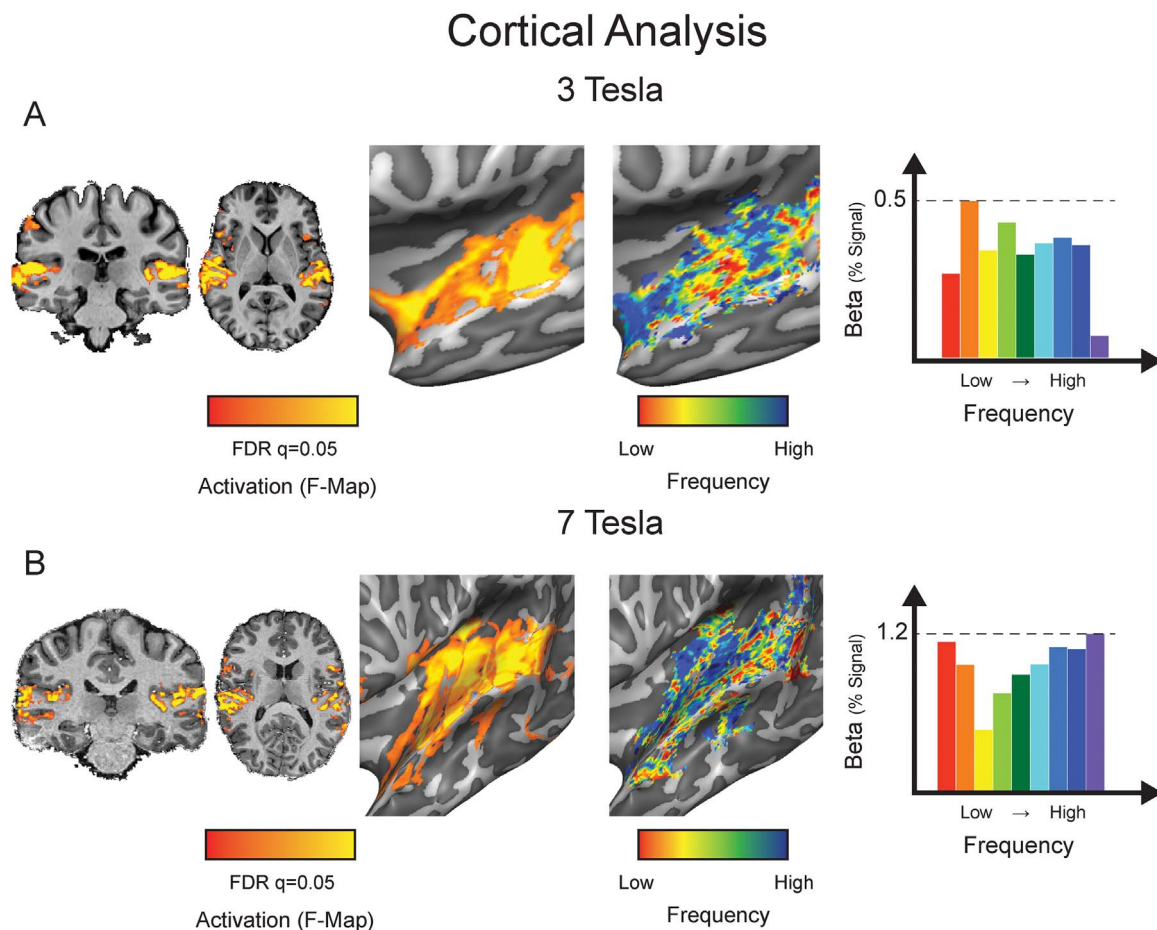 Cortical Analysis
3 Tesla
A
0.5
Beta (% Signal)
Low → High
Frequency
FDR q=0.05
Activation (F-Map)
Low High
Frequency
7 Tesla
B
1.2
Beta (% Signal)
Low → High
Frequency
FDR q=0.05
Activation (F-Map)
Low High
Frequency